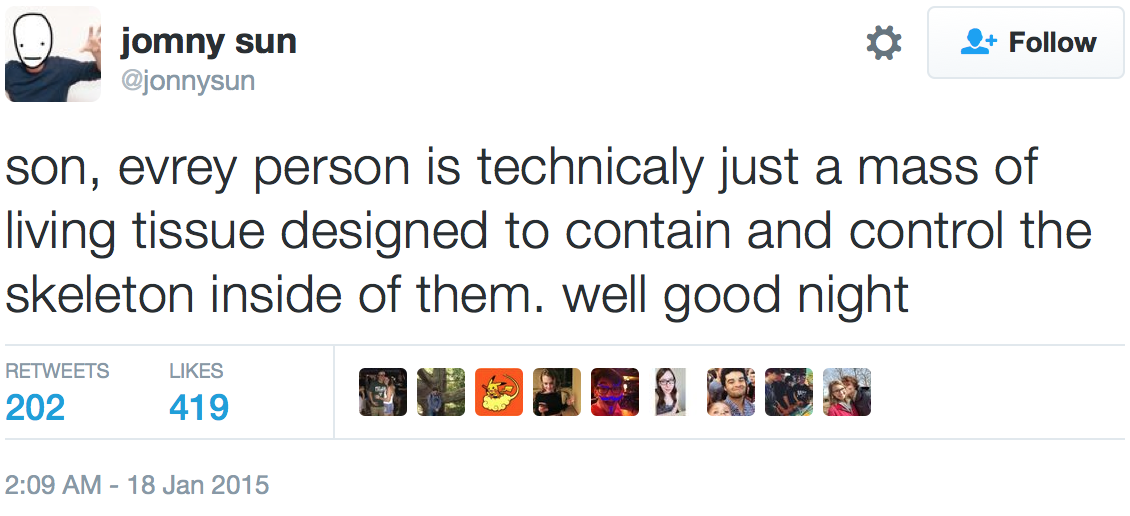 jomny sun
@jonnysun
Follow
son, evrey person is technicaly just a mass of
living tissue designed to contain and control the
skeleton inside of them. well good night
RETWEETS LIKES
202 419
2:09 AM - 18 Jan 2015